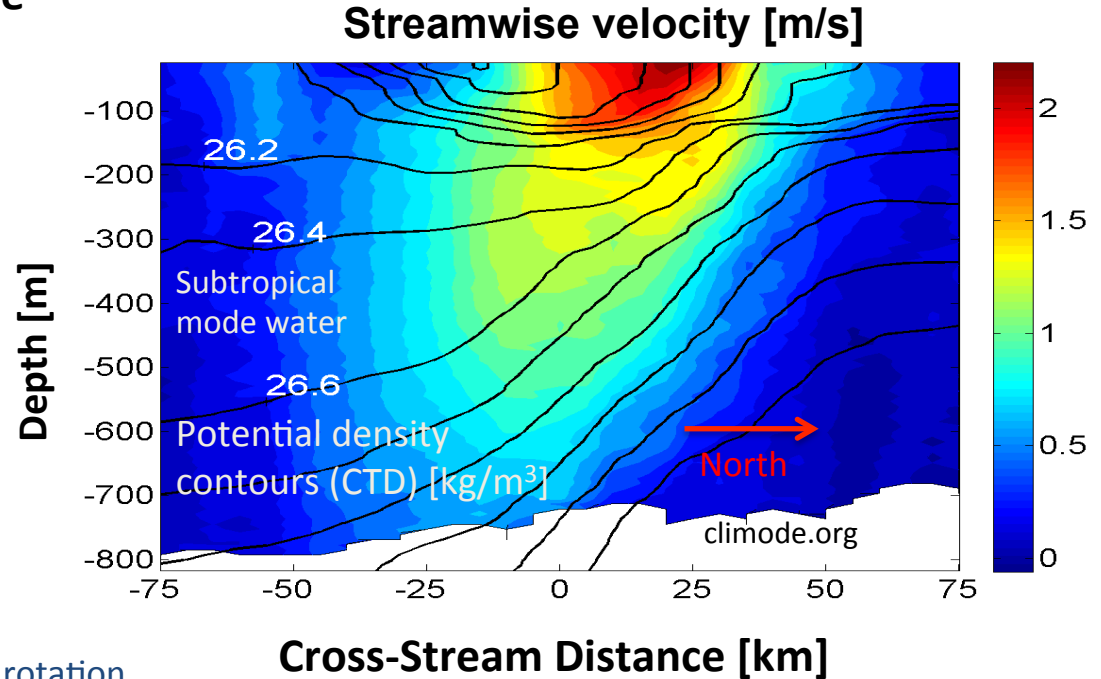 Streamwise velocity [m/s]
Depth [m]
-100
-200
-300
-400
-500
-600
-700
-800
26.2
26.4
Subtropical
mode water
26.6
Potential density
contours (CTD) [kg/m³]
North
climode.org
2
1.5
1
0.5
0
-75 -50 -25 0 25 50 75
Cross-Stream Distance [km]
rotation